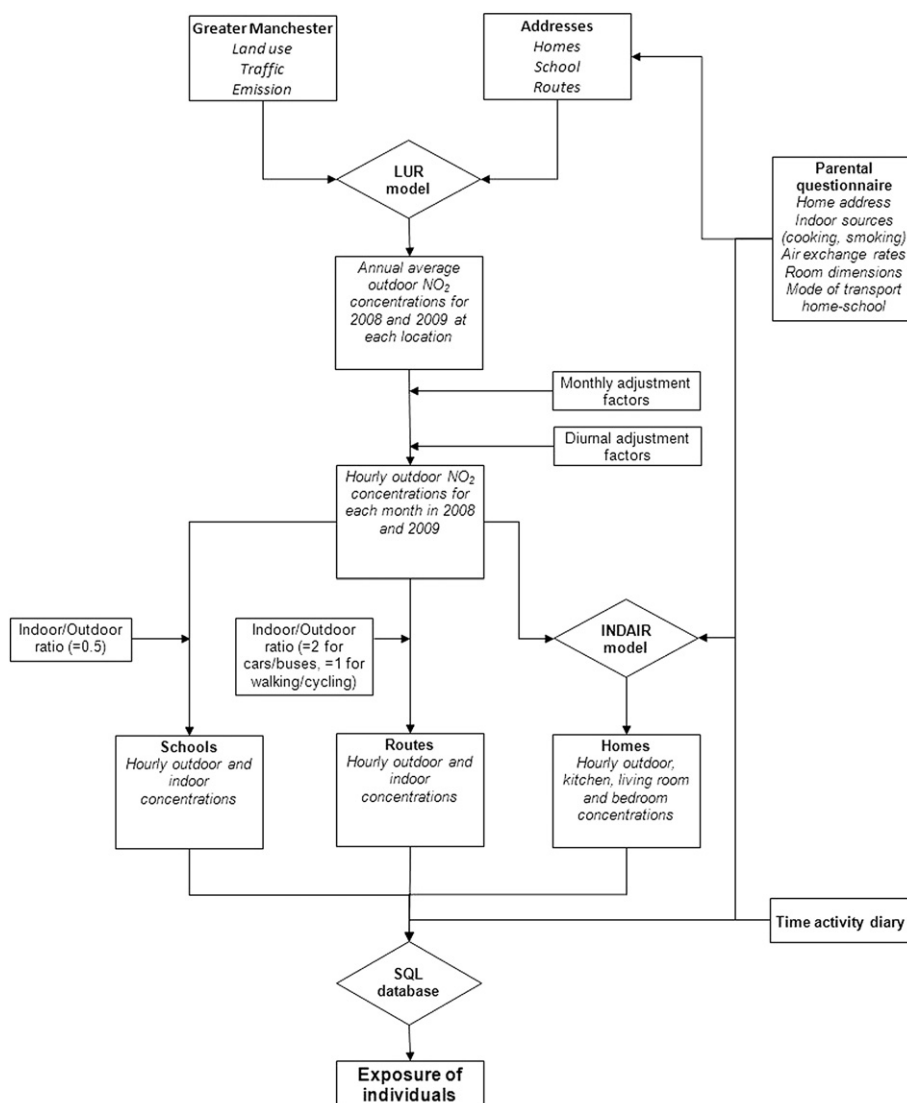 Greater Manchester
Land use
Traffic
Emission
Addresses
Homes
School
Routes
LUR
model
Parental
questionnaire
Home address
Indoor sources
(cooking, smoking)
Air exchange rates
Room dimensions
Mode of transport
home-school
Annual average
outdoor NO₂
concentrations for
2008 and 2009 at
each location
Monthly adjustment
factors
Diurnal adjustment
factors
Hourly outdoor NO₂
concentrations for
each month in 2008
and 2009
Indoor/Outdoor
ratio (=0.5)
Indoor/Outdoor
ratio (=2 for
cars/buses, =1 for
walking/cycling)
INDAIR
model
Schools
Hourly outdoor and
indoor
concentrations
Routes
Hourly outdoor and
indoor
concentrations
Homes
Hourly outdoor,
kitchen, living room
and bedroom
concentrations
Time activity diary
SQL
database
Exposure of
individuals